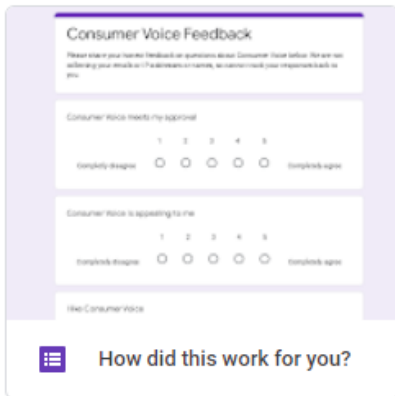 Consumer Voice Feedback
Please share your honest feedback on questions about Consumer Voice below. We are not
collecting your emails or IP addresses or names, so cannot track your responses back to
you.
Consumer Voice meets my approval
1 2 3 4 5
Completely disagree Completely agree
Consumer Voice is appealing to me
1 2 3 4 5
Completely disagree Completely agree
I like Consumer Voice
How did this work for you?